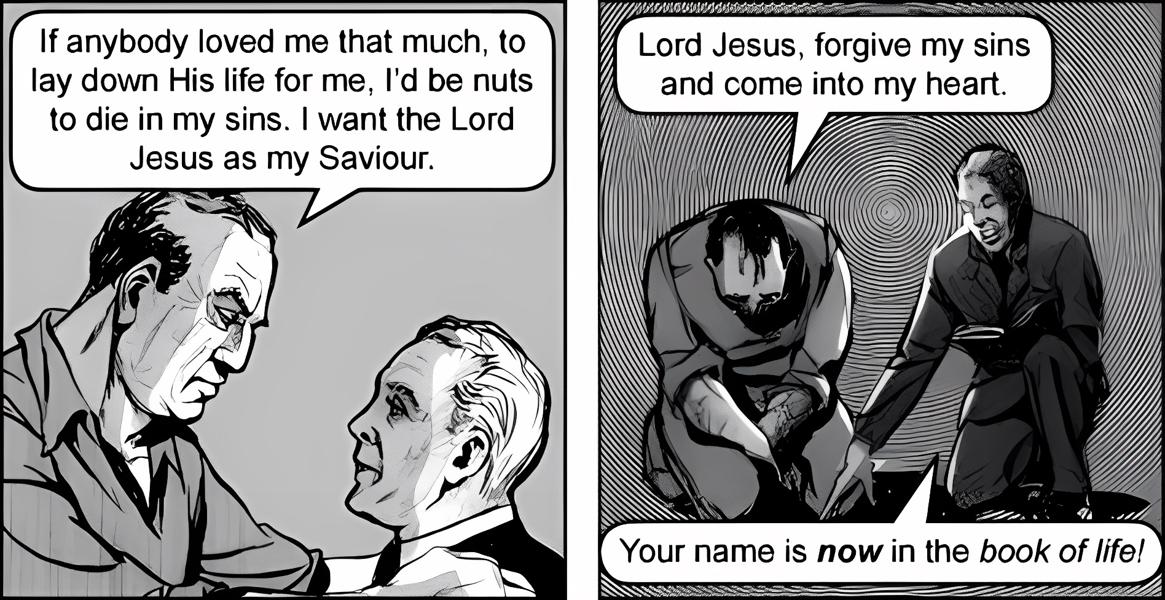 If anybody loved me that much, to
lay down His life for me, I'd be nuts
to die in my sins. I want the Lord
Jesus as my Saviour.
Lord Jesus, forgive my sins
and come into my heart.
Your name is now in the book of life!